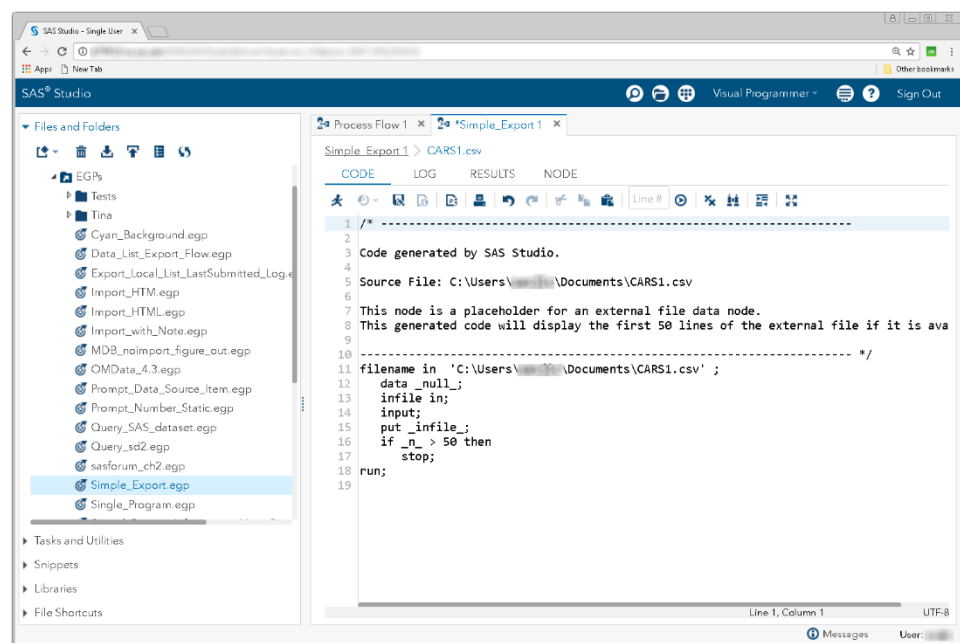 SAS Studio - Single User
Apps New Tab
Other bookmarks
SAS® Studio
Visual Programmer
Sign Out
Files and Folders
EGPs
Tests
Tina
Cyan_Background.egp
Data_List_Export_Flow.egp
Export_Local_List_LastSubmitted_Log.e
Import_HTM.egp
Import_HTML.egp
Import_with_Note.egp
MDB_noimport_figure_out.egp
OMData_4.3.egp
Prompt_Data_Source_Item.egp
Prompt_Number_Static.egp
Query_SAS_dataset.egp
Query_sd2.egp
sasforum_ch2.egp
Simple_Export.egp
Single_Program.egp
Tasks and Utilities
Snippets
Libraries
File Shortcuts
Process Flow 1
*Simple_Export 1
Simple_Export 1 > CARS1.csv
CODE LOG RESULTS NODE
Line #
1 /* --------------------------------------------------------------------
2
3 Code generated by SAS Studio.
4
5 Source File: C:\Users\ \Documents\CARS1.csv
6
7 This node is a placeholder for an external file data node.
8 This generated code will display the first 50 lines of the external file if it is ava
9
10 -------------------------------------------------------------------- */
11 filename in 'C:\Users\ \Documents\CARS1.csv' ;
12 data _null_;
13 infile in;
14 input;
15 put _infile_;
16 if _n_ > 50 then
17 stop;
18 run;
19
Line 1, Column 1 UTF-8
Messages User: